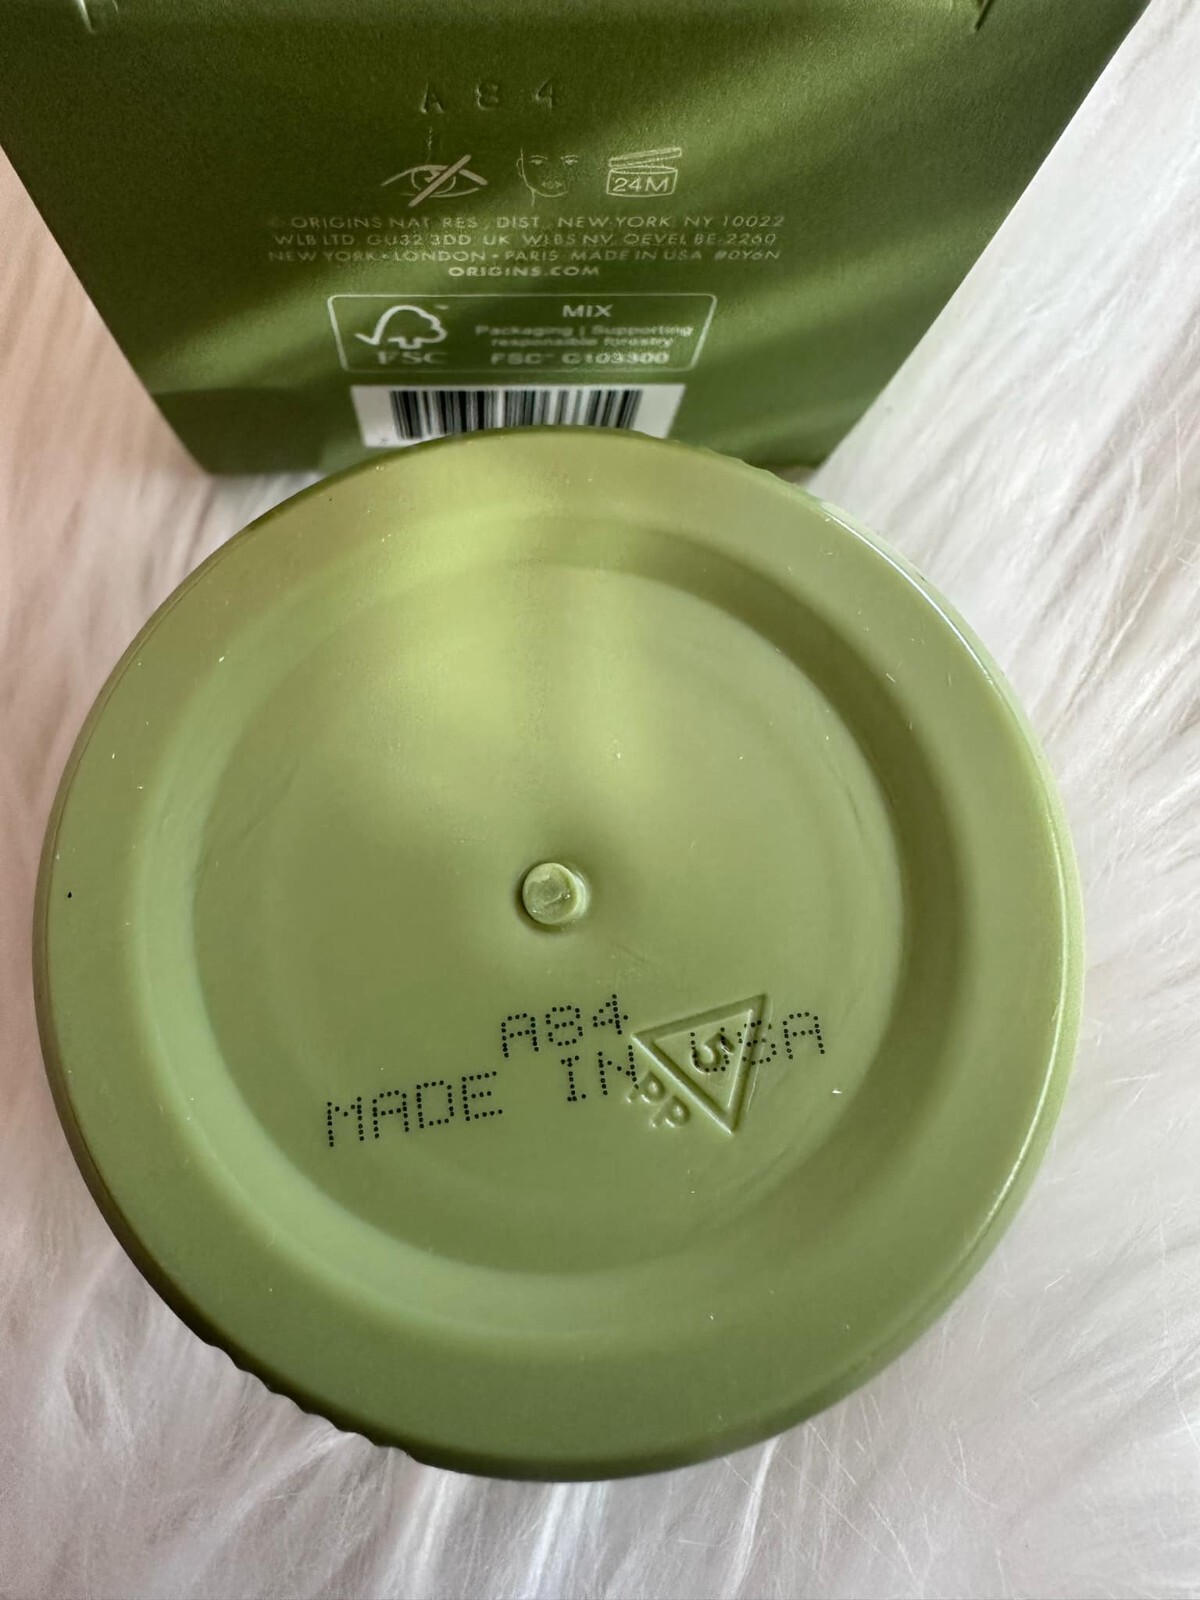 A84
24M
© ORIGINS NAT. RES., DIST., NEW YORK, NY 10022
WLB LTD. GU32 3DD UK WLBS NV, OEVEL BE-2260
NEW YORK • LONDON • PARIS MADE IN USA #0Y6N
ORIGINS.COM
FSC
MIX
Packaging | Supporting
responsible forestry
FSC™ C103300
A84
MADE IN USA
5
PP